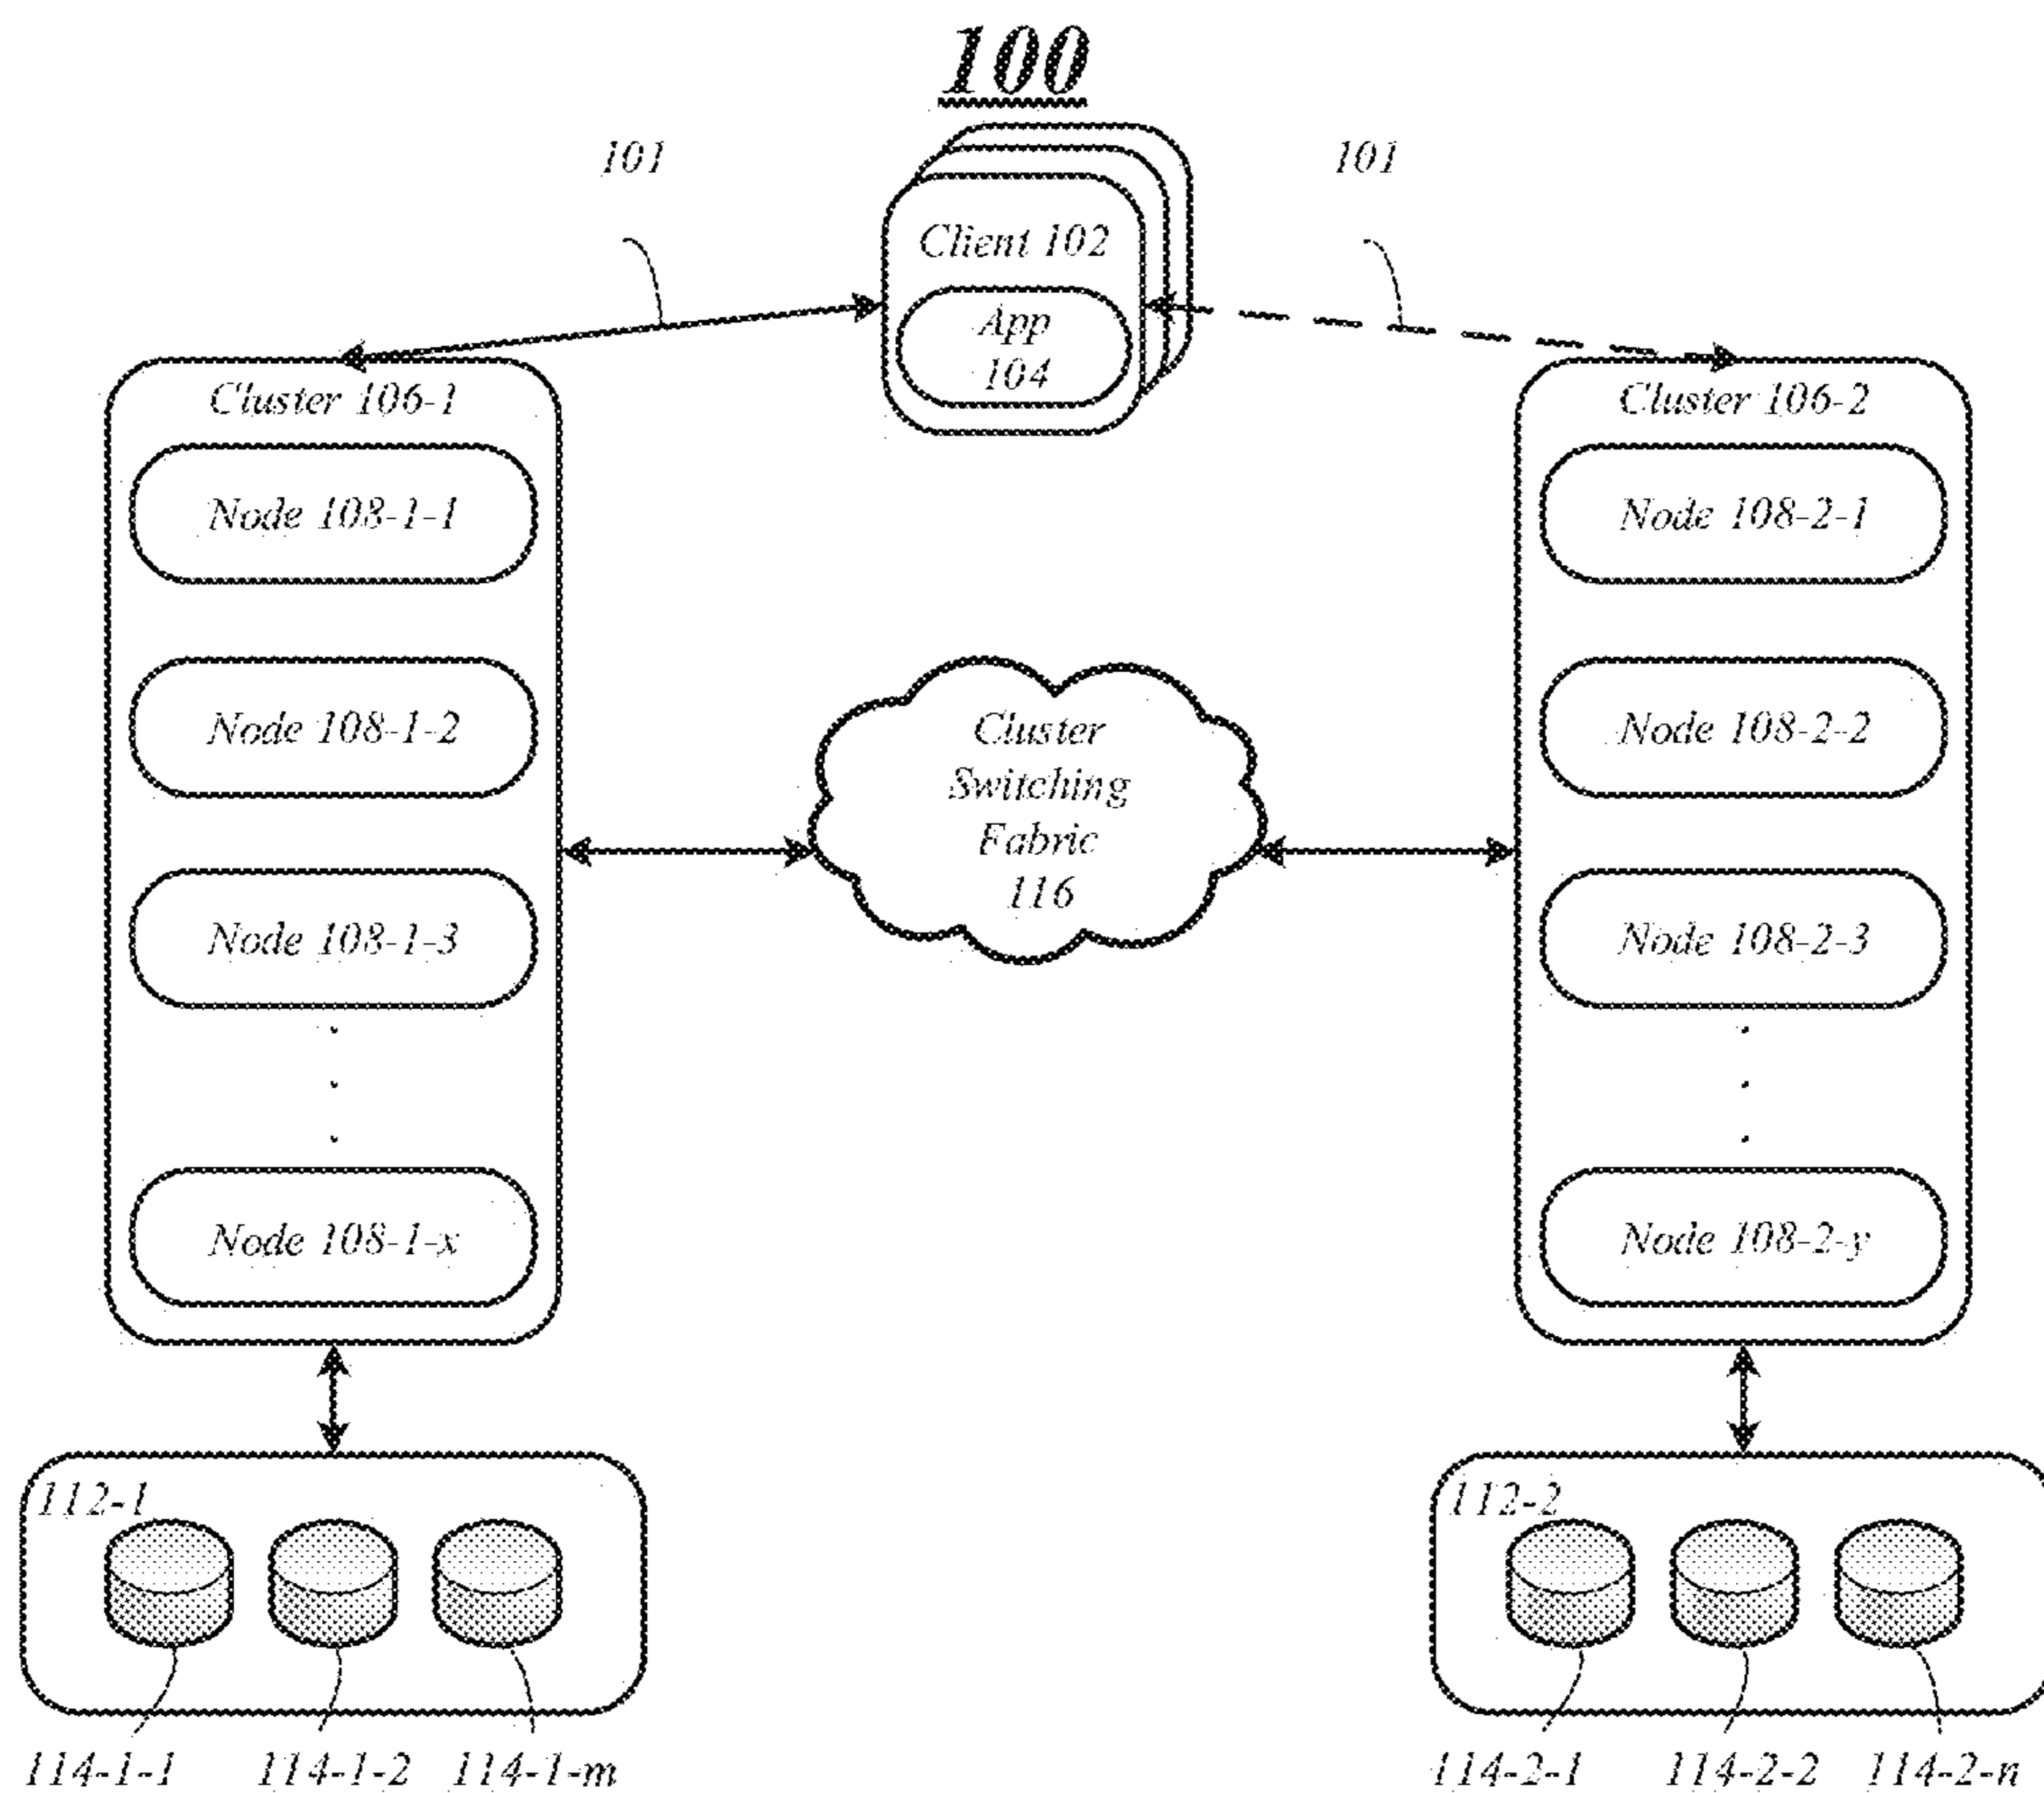 100
101
101
Client 102
App
104
Cluster 106-1
Node 108-1-1
Node 108-1-2
Node 108-1-3
.
.
.
Node 108-1-x
Cluster
Switching
Fabric
116
Cluster 106-2
Node 108-2-1
Node 108-2-2
Node 108-2-3
.
.
.
Node 108-2-y
112-1
114-1-1
114-1-2
114-1-m
112-2
114-2-1
114-2-2
114-2-n